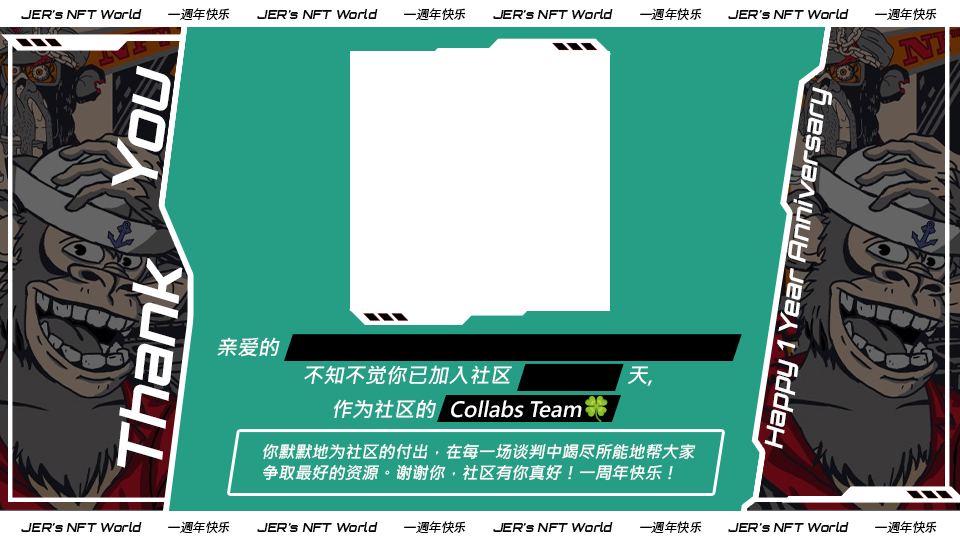 JER's NFT World 一週年快乐 JER's NFT World 一週年快乐 JER's NFT World 一週年快乐 JER's NFT World 一週年快乐
Thank You
Happy 1 Year Anniversary
亲爱的
不知不觉你已加入社区 天,
作为社区的 Collabs Team🍀
你默默地为社区的付出，在每一场谈判中竭尽所能地帮大家
争取最好的资源。谢谢你，社区有你真好！一周年快乐！
JER's NFT World 一週年快乐 JER's NFT World 一週年快乐 JER's NFT World 一週年快乐 JER's NFT World 一週年快乐